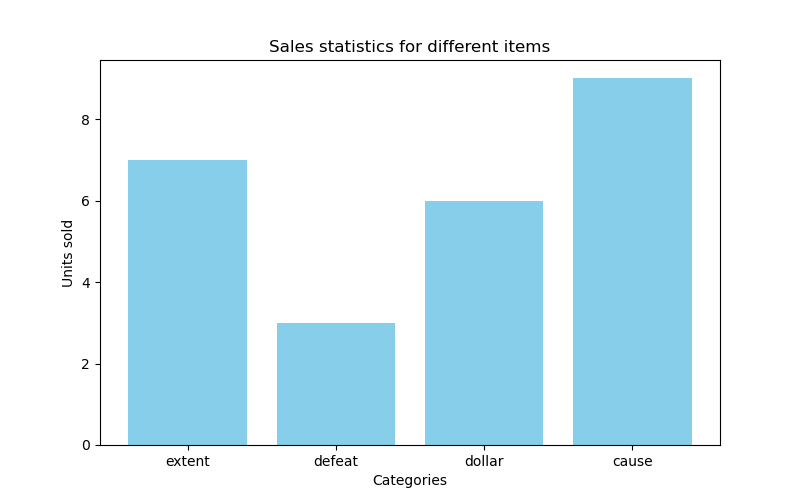 Sales statistics for different items
Units sold
8
6
4
2
0
extent defeat dollar cause
Categories